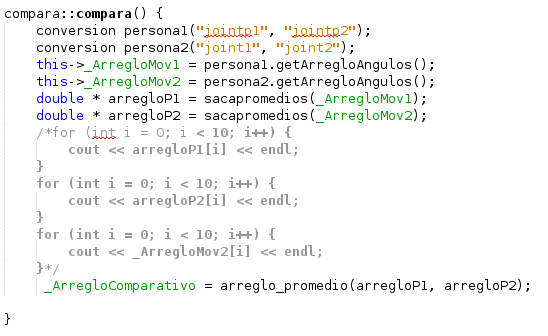 compara::compara() {
    conversion persona1("jointp1", "jointp2");
    conversion persona2("joint1", "joint2");
    this->_ArregloMov1 = persona1.getArregloAngulos();
    this->_ArregloMov2 = persona2.getArregloAngulos();
    double * arregloP1 = sacapromedios(_ArregloMov1);
    double * arregloP2 = sacapromedios(_ArregloMov2);
    /*for (int i = 0; i < 10; i++) {
        cout << arregloP1[i] << endl;
    }
    for (int i = 0; i < 10; i++) {
        cout << arregloP2[i] << endl;
    }
    for (int i = 0; i < 10; i++) {
        cout << _ArregloMov2[i] << endl;
    }*/
     _ArregloComparativo = arreglo_promedio(arregloP1, arregloP2);
}